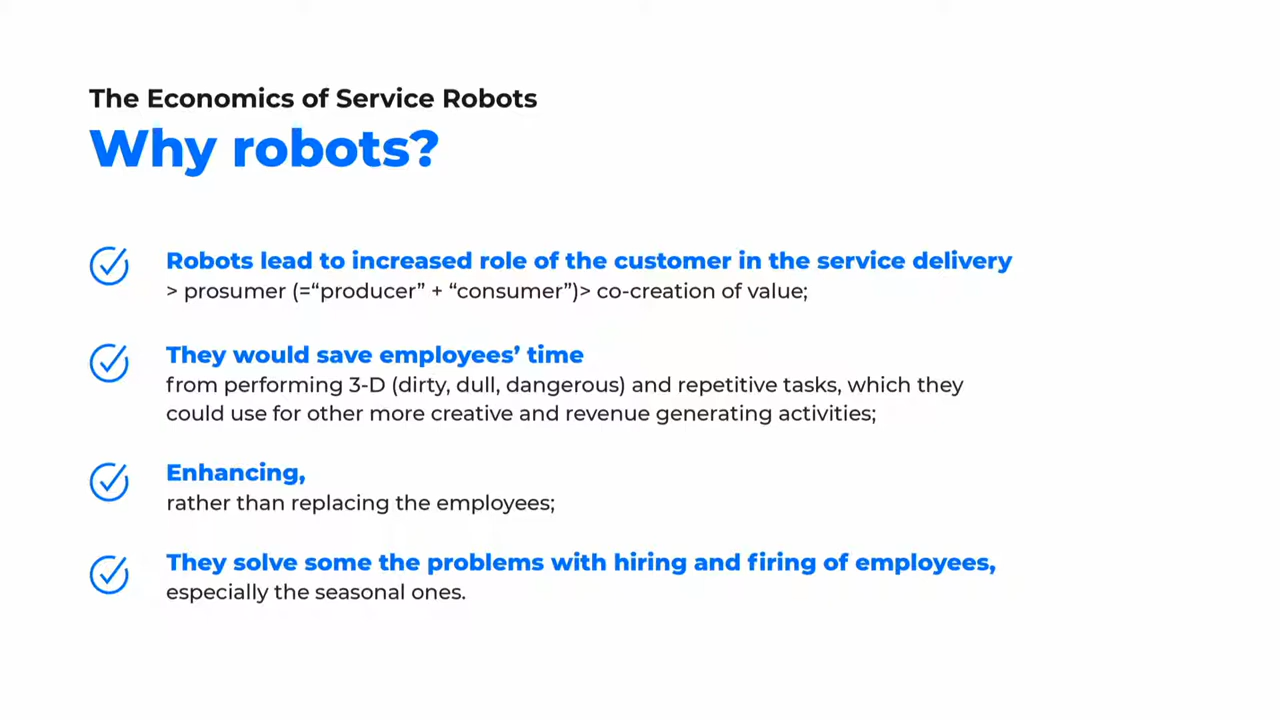 The Economics of Service Robots
Why robots?
Robots lead to increased role of the customer in the service delivery
> prosumer (=“producer” + “consumer”)> co-creation of value;
They would save employees’ time
from performing 3-D (dirty, dull, dangerous) and repetitive tasks, which they
could use for other more creative and revenue generating activities;
Enhancing,
rather than replacing the employees;
They solve some the problems with hiring and firing of employees,
especially the seasonal ones.